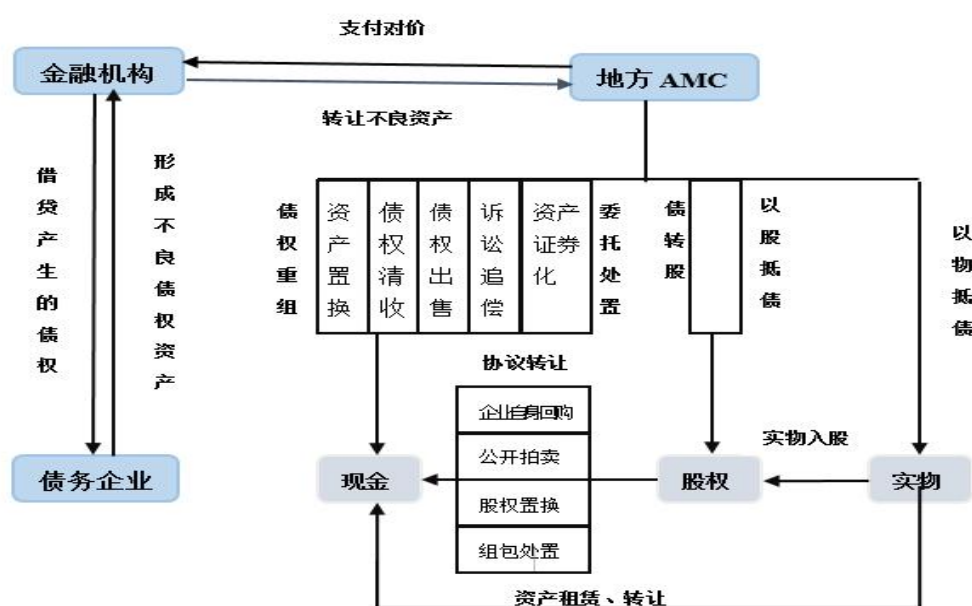 支付对价
金融机构
地方 AMC
转让不良资产
借贷产生的债权
形成不良债权资产
债权重组
资产置换
债权清收
债权出售
诉讼追偿
资产证券化
委托处置
债转股
以股抵债
以物抵债
协议转让
企业自身回购
公开拍卖
股权置换
组包处置
实物入股
债务企业
现金
股权
实物
资产租赁、转让